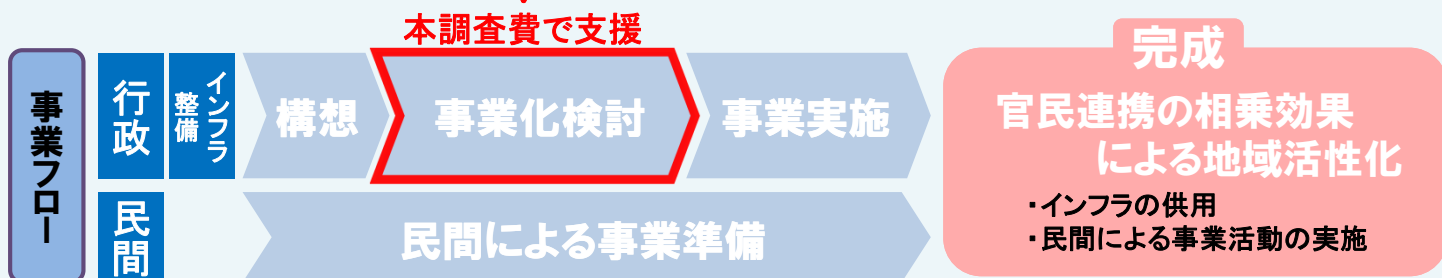 本調査費で支援
事業フロー
行政
インフラ
整備
構想
事業化検討
事業実施
民間
民間による事業準備
完成
官民連携の相乗効果
による地域活性化
・インフラの供用
・民間による事業活動の実施